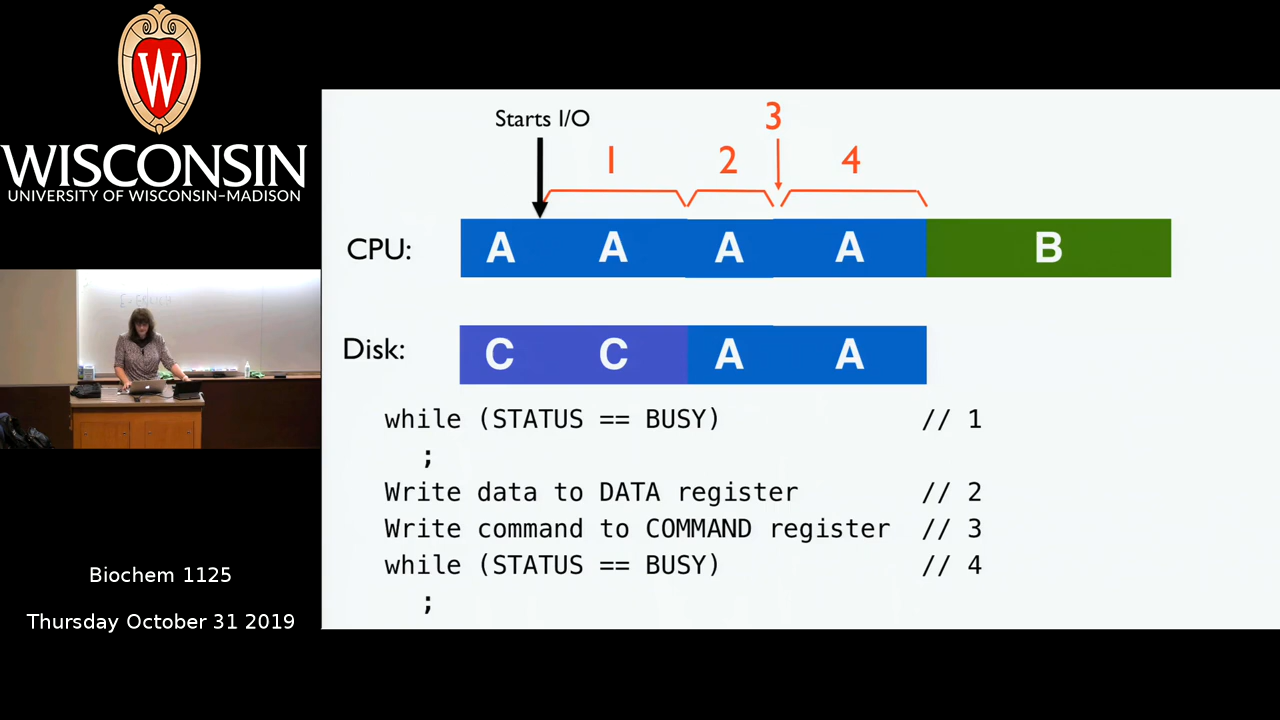 W
WISCONSIN
UNIVERSITY OF WISCONSIN-MADISON
Biochem 1125
Thursday October 31 2019
Starts I/O
1
2
3
4
CPU:
A
A
A
A
B
Disk:
C
C
A
A
while (STATUS == BUSY) // 1
;
Write data to DATA register // 2
Write command to COMMAND register // 3
while (STATUS == BUSY) // 4
;